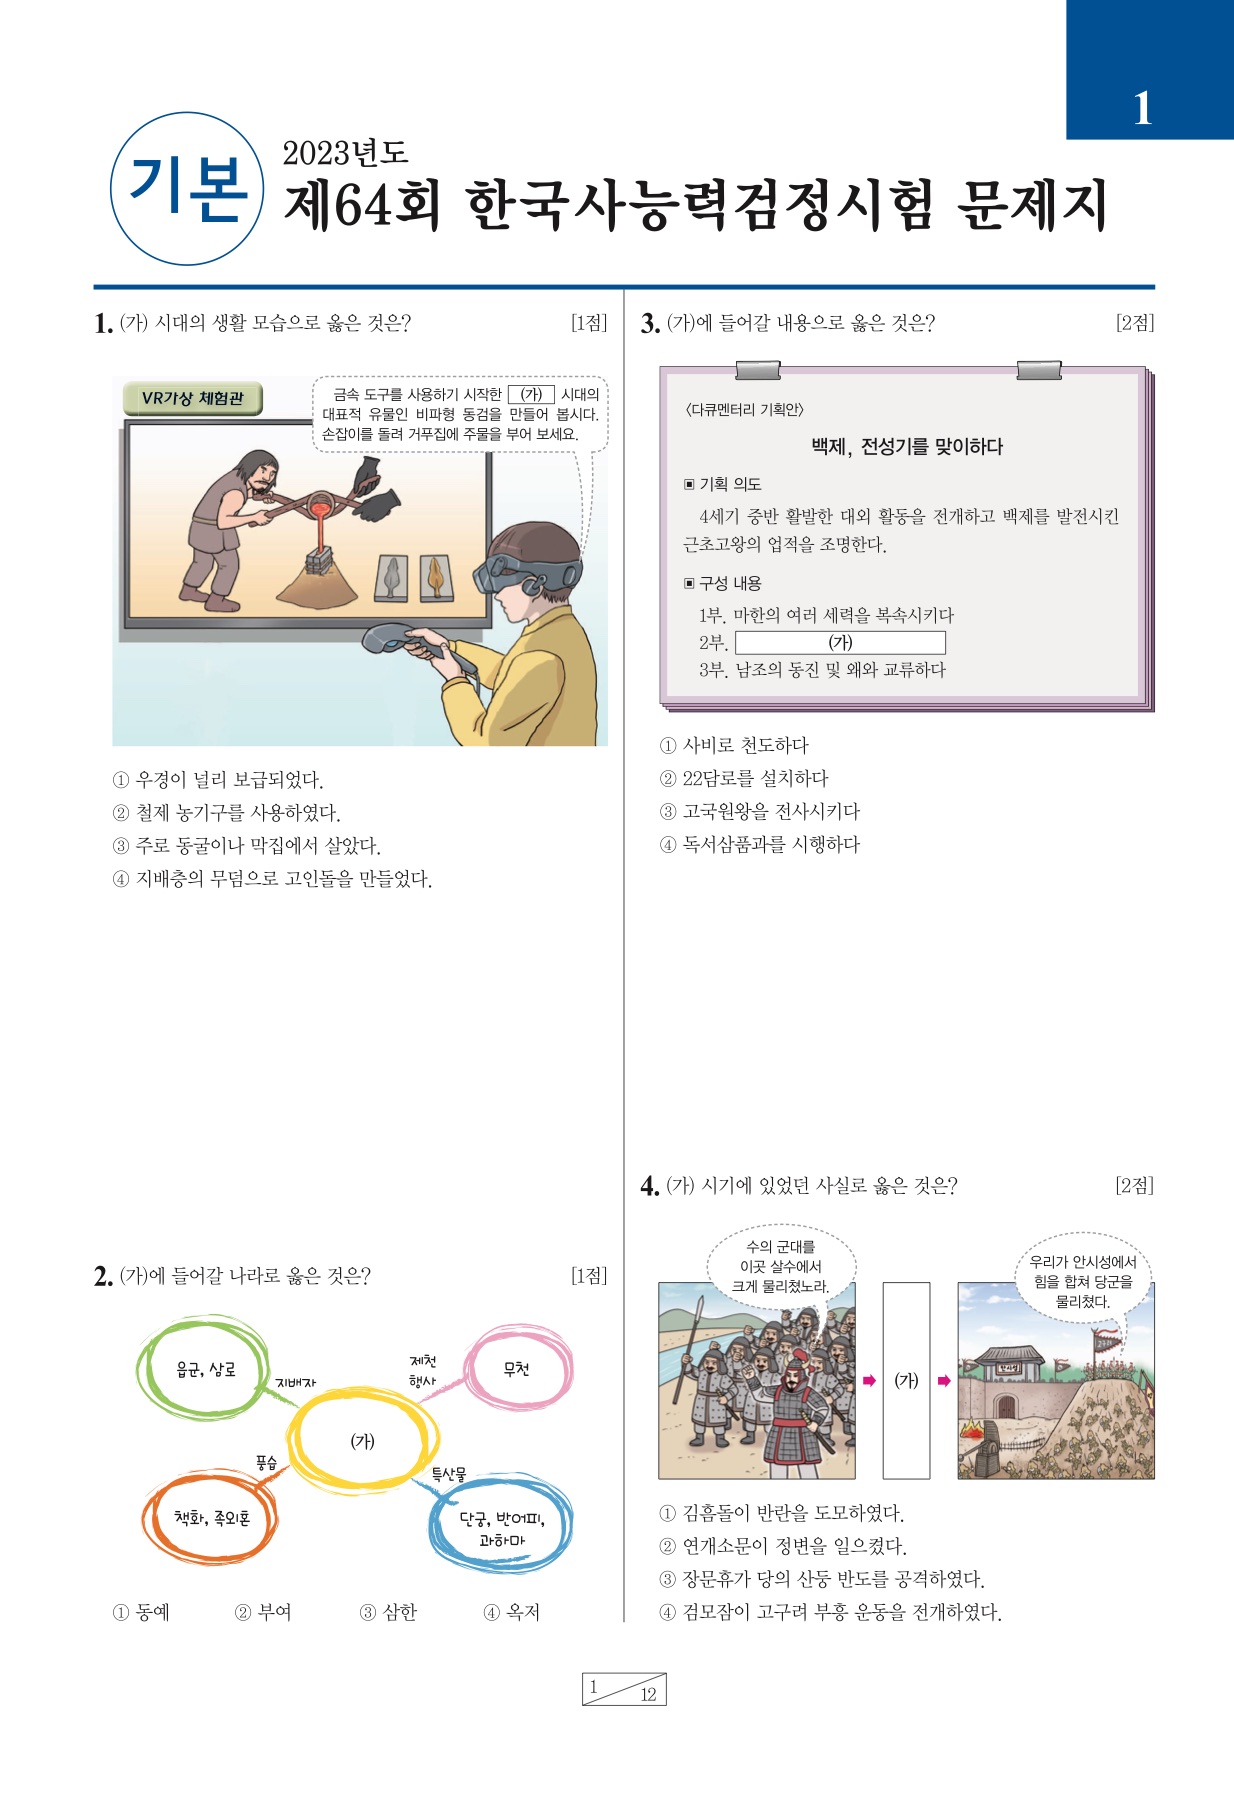 1
기본
2023년도
제64회 한국사능력검정시험 문제지
1. (가) 시대의 생활 모습으로 옳은 것은? [1점]
VR가상 체험관
금속 도구를 사용하기 시작한 (가) 시대의
대표적 유물인 비파형 동검을 만들어 봅시다.
손잡이를 돌려 거푸집에 주물을 부어 보세요.
① 우경이 널리 보급되었다.
② 철제 농기구를 사용하였다.
③ 주로 동굴이나 막집에서 살았다.
④ 지배층의 무덤으로 고인돌을 만들었다.
2. (가)에 들어갈 나라로 옳은 것은? [1점]
읍군, 삼로
지배자
제천
행사
무천
(가)
풍습
책화, 족외혼
특산물
단궁, 반어피,
과하마
① 동예 ② 부여 ③ 삼한 ④ 옥저
3. (가)에 들어갈 내용으로 옳은 것은? [2점]
〈다큐멘터리 기획안〉
백제, 전성기를 맞이하다
▣ 기획 의도
4세기 중반 활발한 대외 활동을 전개하고 백제를 발전시킨
근초고왕의 업적을 조명한다.
▣ 구성 내용
1부. 마한의 여러 세력을 복속시키다
2부. (가)
3부. 남조의 동진 및 왜와 교류하다
① 사비로 천도하다
② 22담로를 설치하다
③ 고국원왕을 전사시키다
④ 독서삼품과를 시행하다
4. (가) 시기에 있었던 사실로 옳은 것은? [2점]
수의 군대를
이곳 살수에서
크게 물리쳤노라.
(가)
우리가 안시성에서
힘을 합쳐 당군을
물리쳤다.
안시성
① 김흠돌이 반란을 도모하였다.
② 연개소문이 정변을 일으켰다.
③ 장문휴가 당의 산둥 반도를 공격하였다.
④ 검모잠이 고구려 부흥 운동을 전개하였다.
1 12